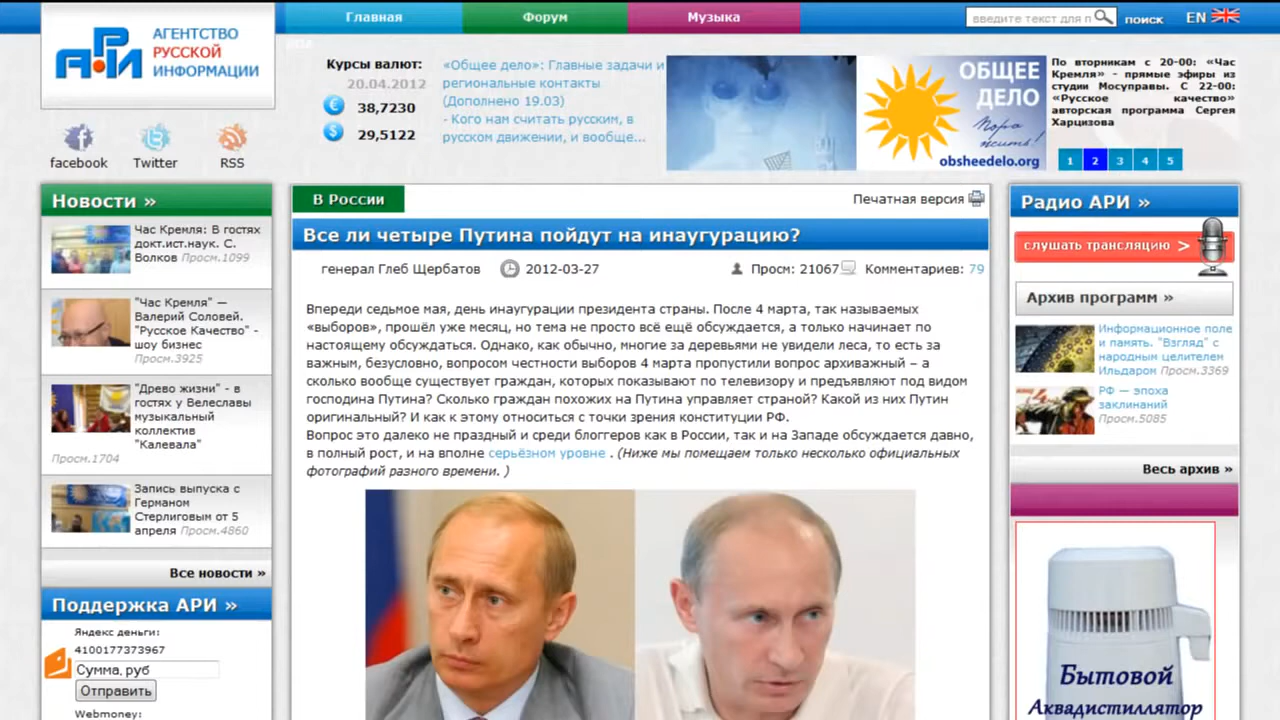 Главная
Форум
Музыка
введите текст для п
поиск
EN
АРИ
АГЕНТСТВО
РУССКОЙ
ИНФОРМАЦИИ
facebook
Twitter
RSS
Курсы валют:
20.04.2012
€ 38,7230
$ 29,5122
«Общее дело»: Главные задачи и
региональные контакты
(Дополнено 19.03)
- Кого нам считать русским, в
русском движении, и вообще...
ОБЩЕЕ
ДЕЛО
Пора
жить!
obsheedelo.org
По вторникам с 20-00: «Час
Кремля» - прямые эфиры из
студии Мосуправы. С 22-00:
«Русское качество»
авторская программа Сергея
Харцизова
1 2 3 4 5
Новости »
Час Кремля: В гостях
докт.ист.наук. С.
Волков Просм.1099
"Час Кремля" —
Валерий Соловей.
"Русское Качество" -
шоу бизнес
Просм.3925
"Древо жизни" - в
гостях у Велеславы
музыкальный
коллектив
"Калевала"
Просм.1704
Запись выпуска с
Германом
Стерлиговым от 5
апреля Просм.4860
Все новости »
Поддержка АРИ »
Яндекс деньги:
4100177373967
Сумма, руб
Отправить
Webmoney:
В России
Печатная версия
Все ли четыре Путина пойдут на инаугурацию?
генерал Глеб Щербатов
2012-03-27
Просм: 21067
Комментариев: 79
Впереди седьмое мая, день инаугурации президента страны. После 4 марта, так называемых
«выборов», прошёл уже месяц, но тема не просто всё ещё обсуждается, а только начинает по
настоящему обсуждаться. Однако, как обычно, многие за деревьями не увидели леса, то есть за
важным, безусловно, вопросом честности выборов 4 марта пропустили вопрос архиважный – а
сколько вообще существует граждан, которых показывают по телевизору и предъявляют под видом
господина Путина? Сколько граждан похожих на Путина управляет страной? Какой из них Путин
оригинальный? И как к этому относиться с точки зрения конституции РФ.
Вопрос это далеко не праздный и среди блоггеров как в России, так и на Западе обсуждается давно,
в полный рост, и на вполне серьёзном уровне . (Ниже мы помещаем только несколько официальных
фотографий разного времени. )
Радио АРИ »
слушать трансляцию >
Архив программ »
Информационное поле
и память. "Взгляд" с
народным целителем
Ильдаром Просм.3369
РФ — эпоха
заклинаний
Просм.5085
Весь архив »
Бытовой
Аквадистиллятор